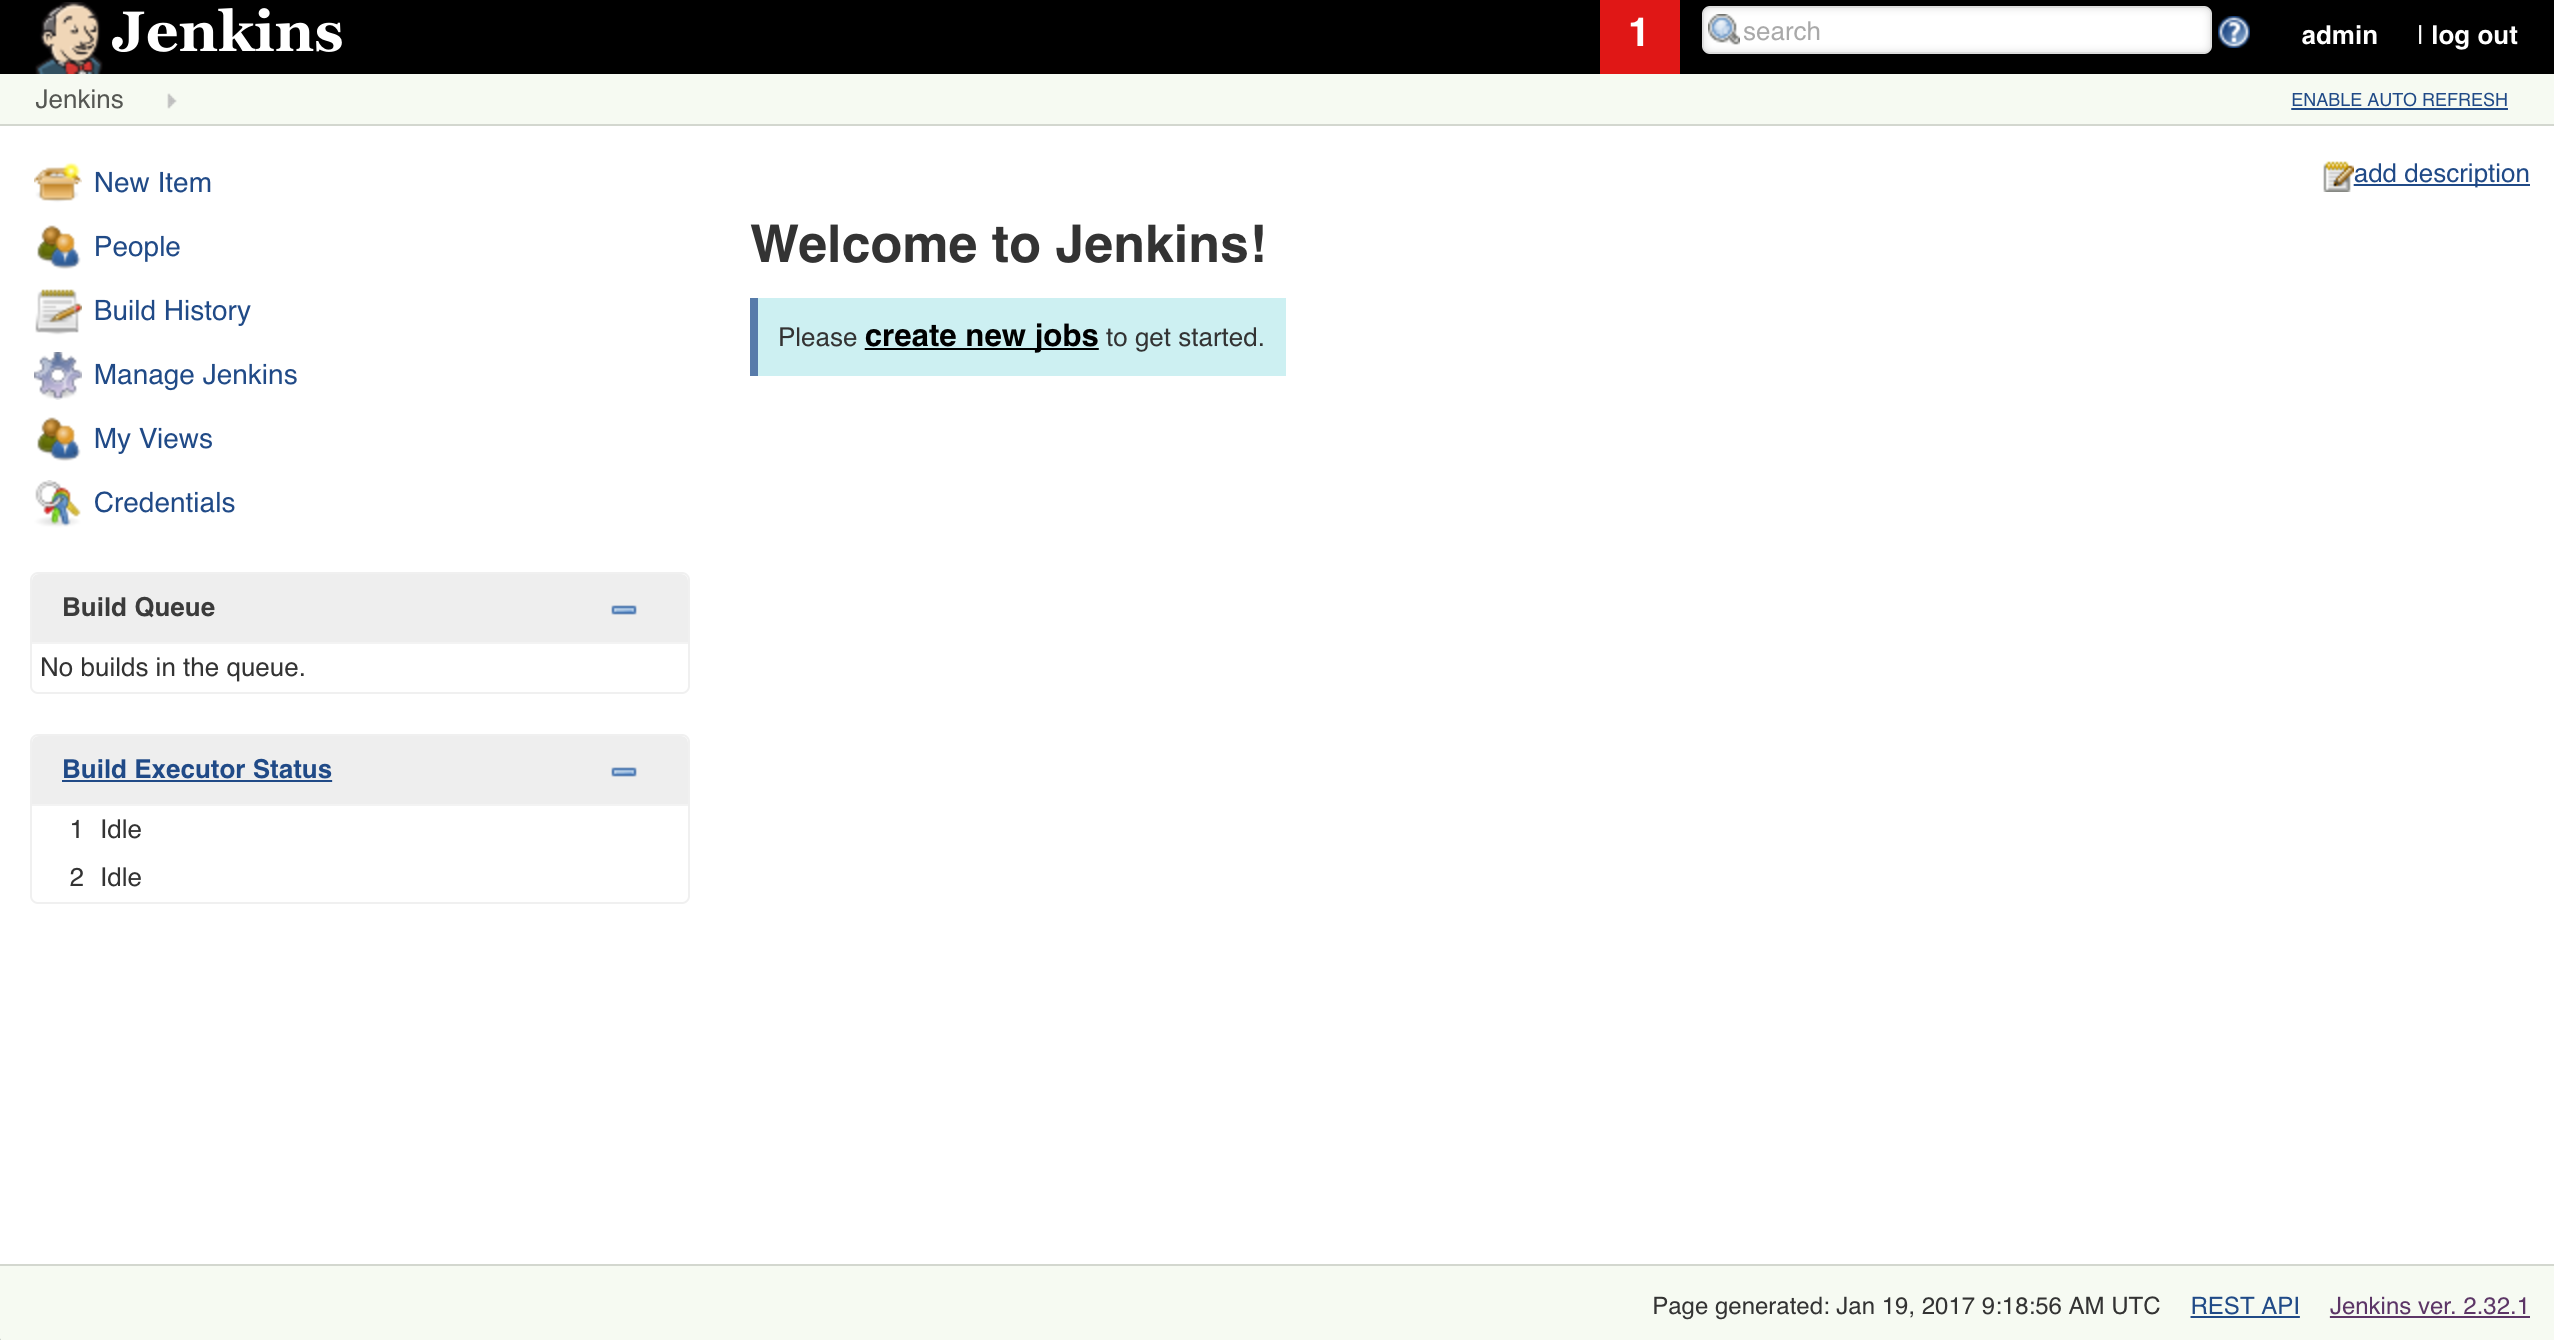 Jenkins
1
search
admin
| log out
Jenkins
ENABLE AUTO REFRESH
New Item
People
Build History
Manage Jenkins
My Views
Credentials
Build Queue
No builds in the queue.
Build Executor Status
1 Idle
2 Idle
add description
Welcome to Jenkins!
Please create new jobs to get started.
Page generated: Jan 19, 2017 9:18:56 AM UTC REST API Jenkins ver. 2.32.1